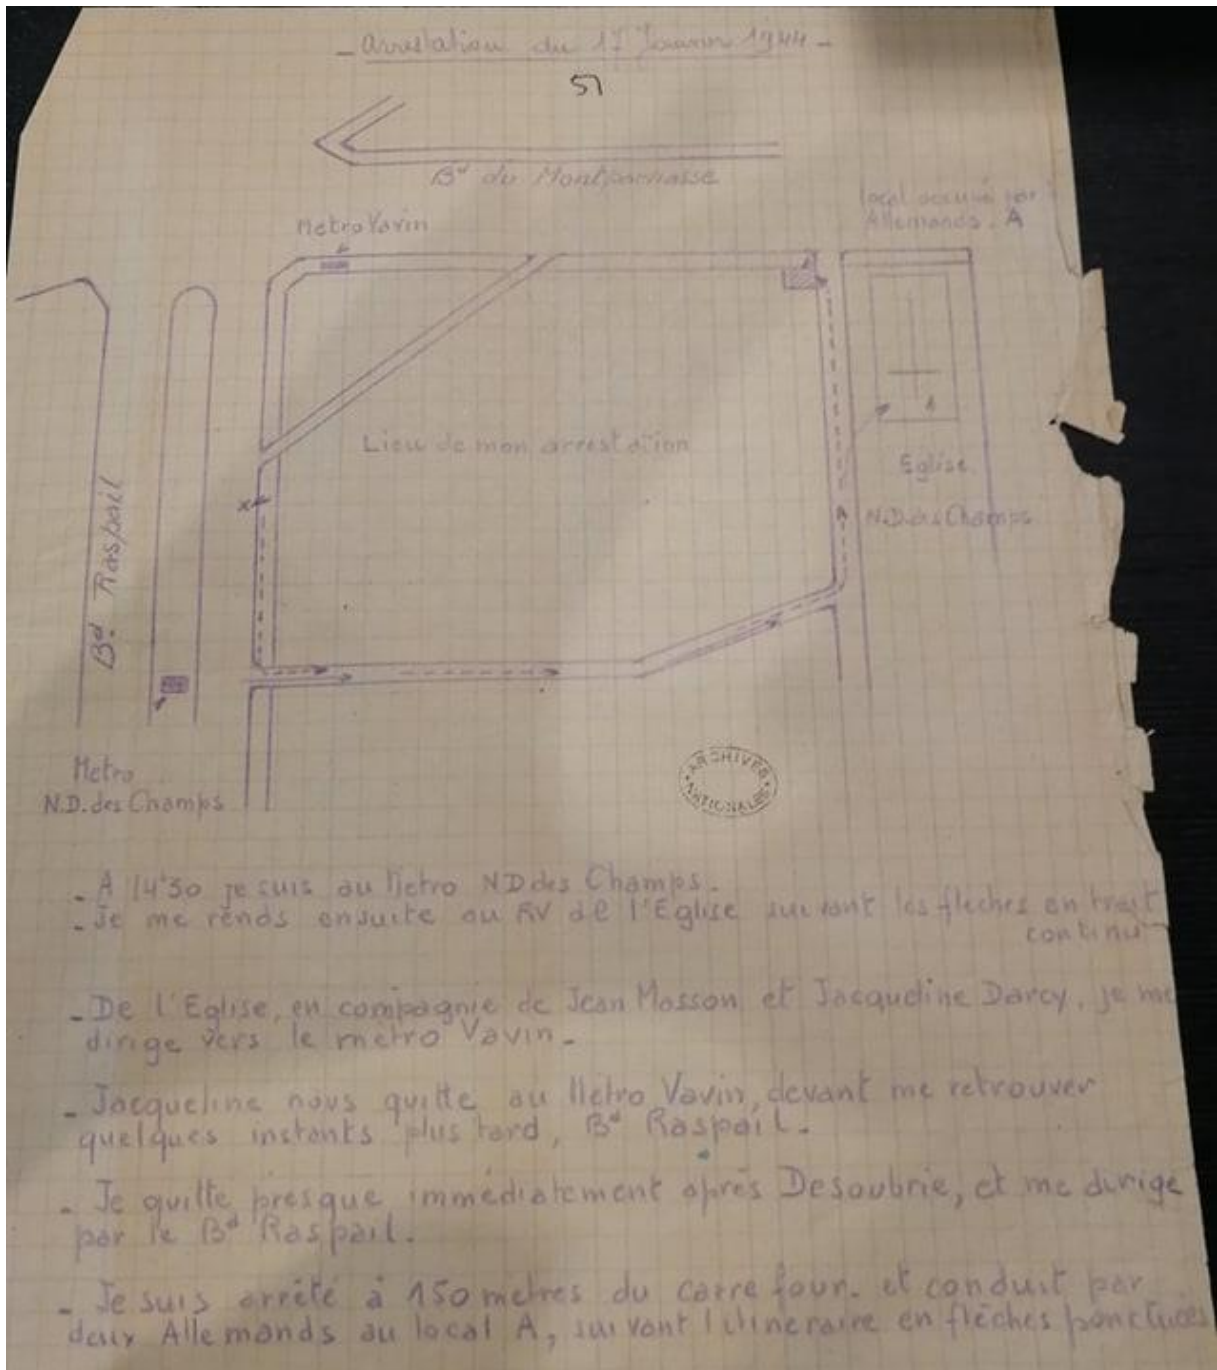 - Arrestation du 17 Janvier 1944 -
51
Bd du Montparnasse
local occupé par
Allemands. A
Metro Vavin
Lieu de mon arrestation
Bd Raspail
x
Eglise
N.D. des Champs
Metro
N.D. des Champs
ARCHIVES
NATIONALES
- A 14h30 je suis au Metro ND des Champs.
- Je me rends ensuite au RV de l'Eglise suivant les flèches en trait
continu
- De l'Eglise, en compagnie de Jean Masson et Jacqueline Darcy, je me
dirige vers le métro Vavin -
- Jacqueline nous quitte au Metro Vavin, devant me retrouver
quelques instants plus tard, Bd Raspail -
- Je quitte presque immédiatement après Desoubrie, et me dirige
par le Bd Raspail.
- Je suis arrêté à 150 metres du carrefour. et conduit par
deux Allemands au local A, suivant l'itineraire en flèches ponctuées